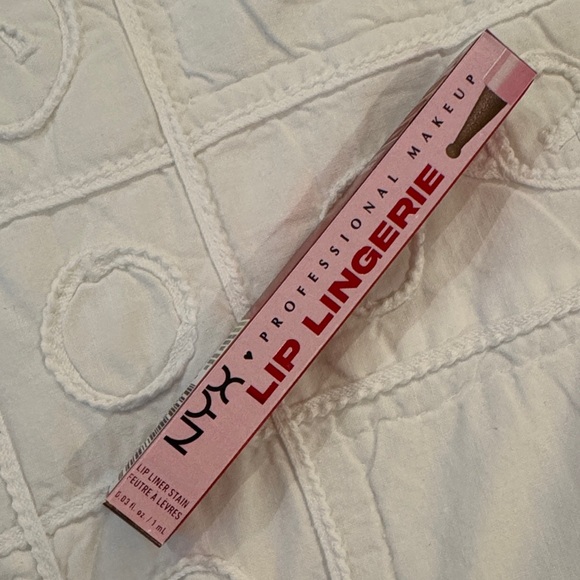 NYX ♥ PROFESSIONAL MAKEUP
LIP LINGERIE
LIP LINER STAIN
FEUTRE A LÈVRES
0.03 fl. oz. / 1 mL